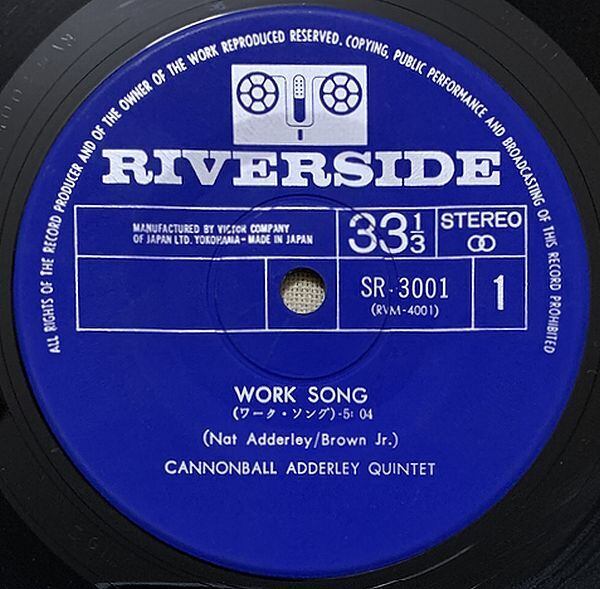 ALL RIGHTS OF THE RECORD PRODUCER AND OF THE OWNER OF THE WORK REPRODUCED RESERVED. COPYING, PUBLIC PERFORMANCE AND BROADCASTING OF THIS RECORD PROHIBITED
RIVERSIDE
MANUFACTURED BY VICTOR COMPANY
OF JAPAN LTD. YOKOHAMA-MADE IN JAPAN
33 1/3
STEREO
SR-3001
(RVM-4001)
1
WORK SONG
(ワーク・ソング)-5:04
(Nat Adderley/Brown Jr.)
CANNONBALL ADDERLEY QUINTET